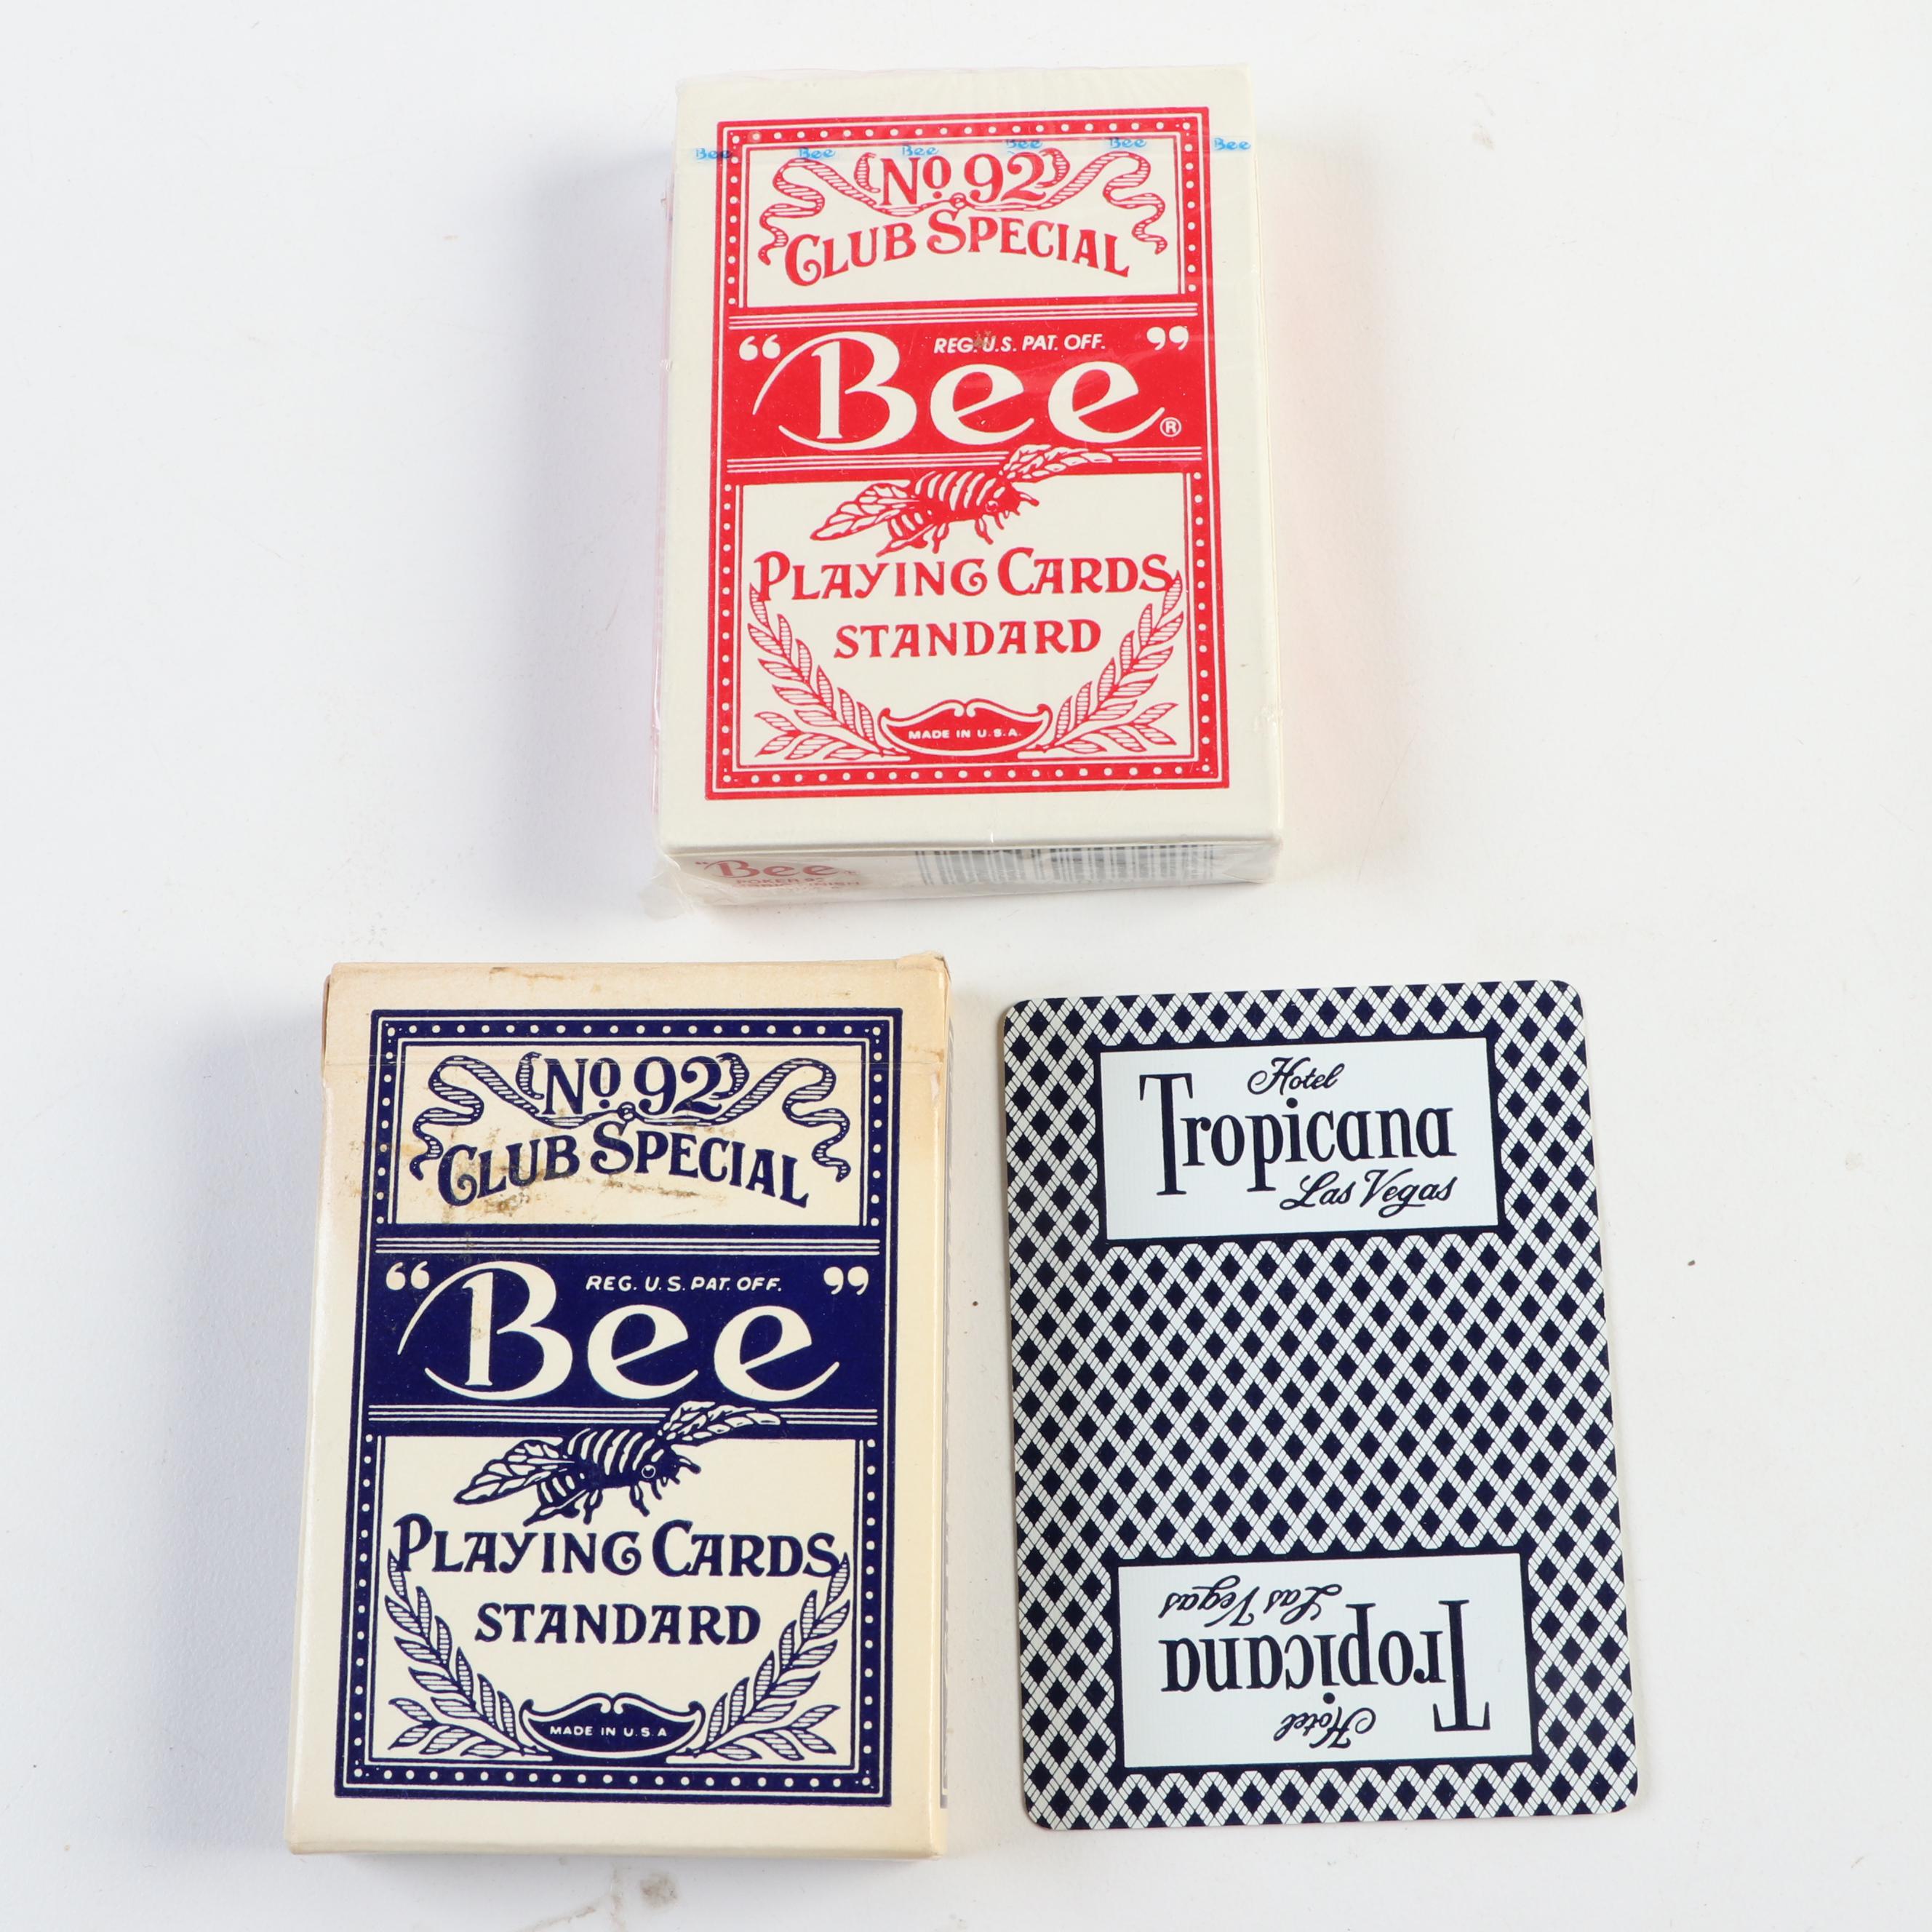 Bee Bee Bee Bee Bee Bee
No 92
CLUB SPECIAL
REG. U.S. PAT. OFF.
“Bee”®
PLAYING CARDS
STANDARD
MADE IN U.S.A.
"Bee®
No 92
CLUB SPECIAL
REG. U.S. PAT. OFF.
“Bee”
PLAYING CARDS
STANDARD
MADE IN U.S.A
Hotel
Tropicana
Las Vegas
Hotel
Tropicana
Las Vegas